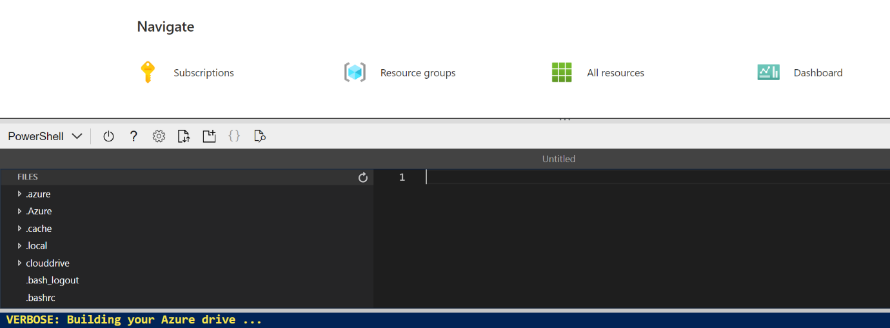 Navigate
Subscriptions Resource groups All resources Dashboard
PowerShell ? { }
Untitled
FILES 1
.azure
.Azure
.cache
.local
clouddrive
.bash_logout
.bashrc
VERBOSE: Building your Azure drive ...